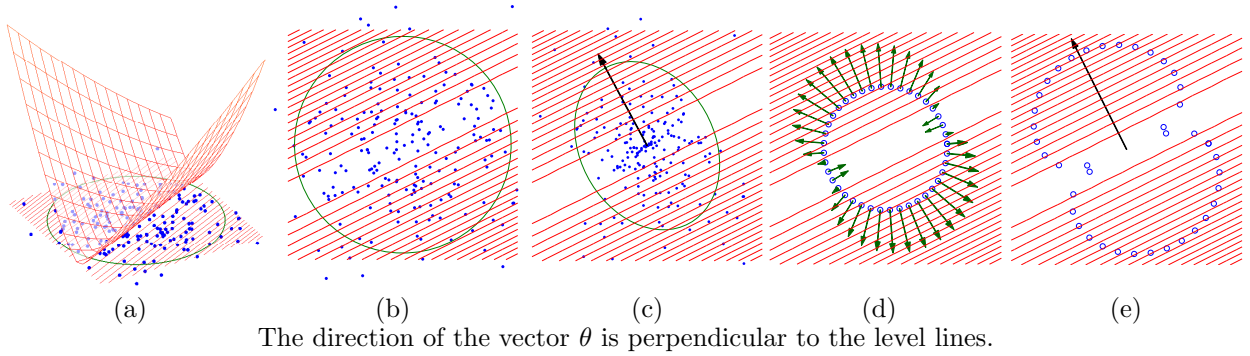 (a) (b) (c) (d) (e)
The direction of the vector θ is perpendicular to the level lines.